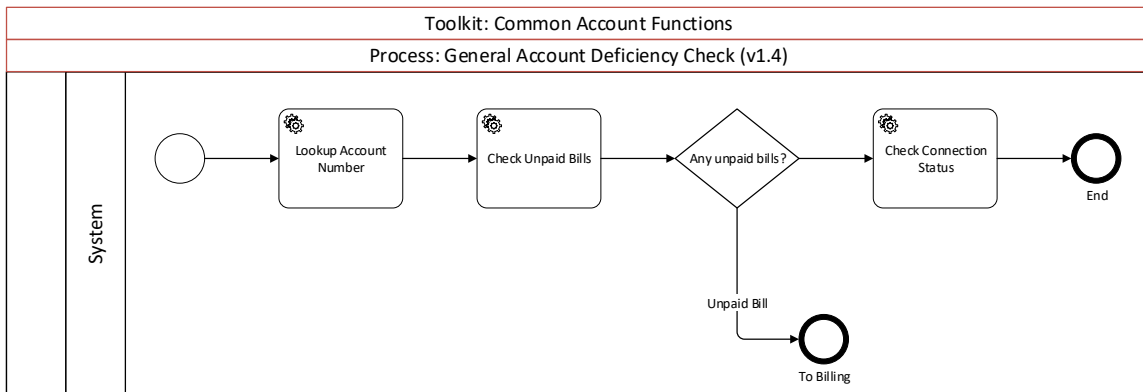 Toolkit: Common Account Functions
Process: General Account Deficiency Check (v1.4)
System
Lookup Account
Number
Check Unpaid Bills
Any unpaid bills?
Check Connection
Status
End
Unpaid Bill
To Billing